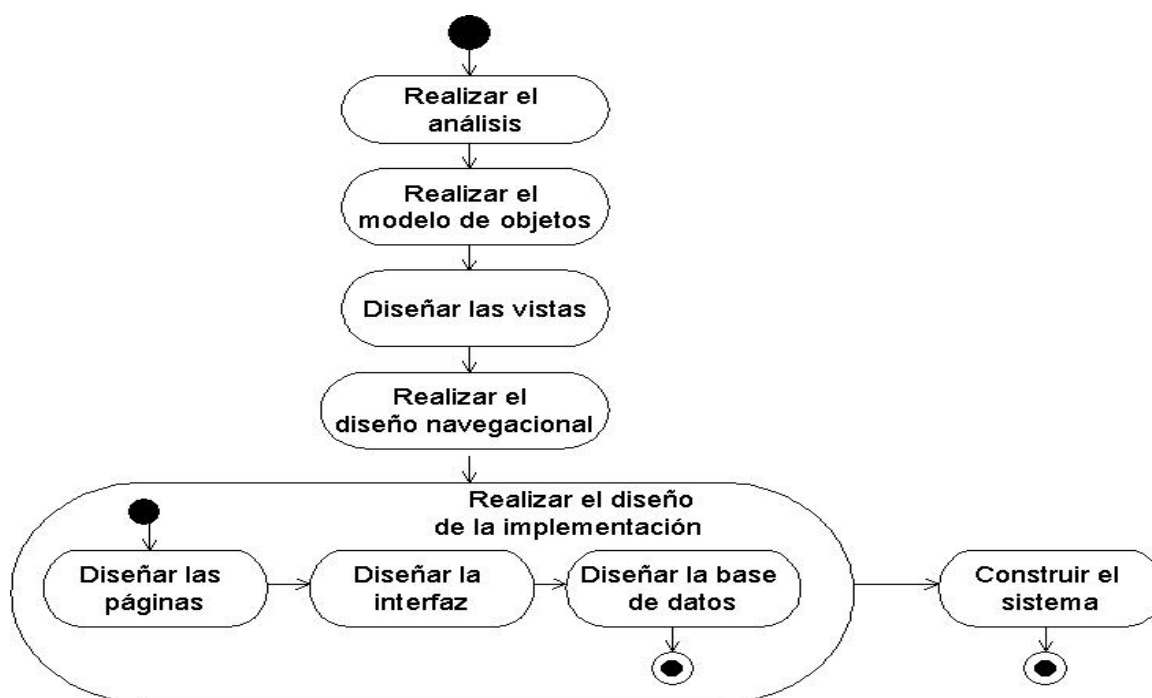 Realizar el
análisis
Realizar el
modelo de objetos
Diseñar las vistas
Realizar el
diseño navegacional
Realizar el diseño
de la implementación
Diseñar las
páginas
Diseñar la
interfaz
Diseñar la base
de datos
Construir el
sistema